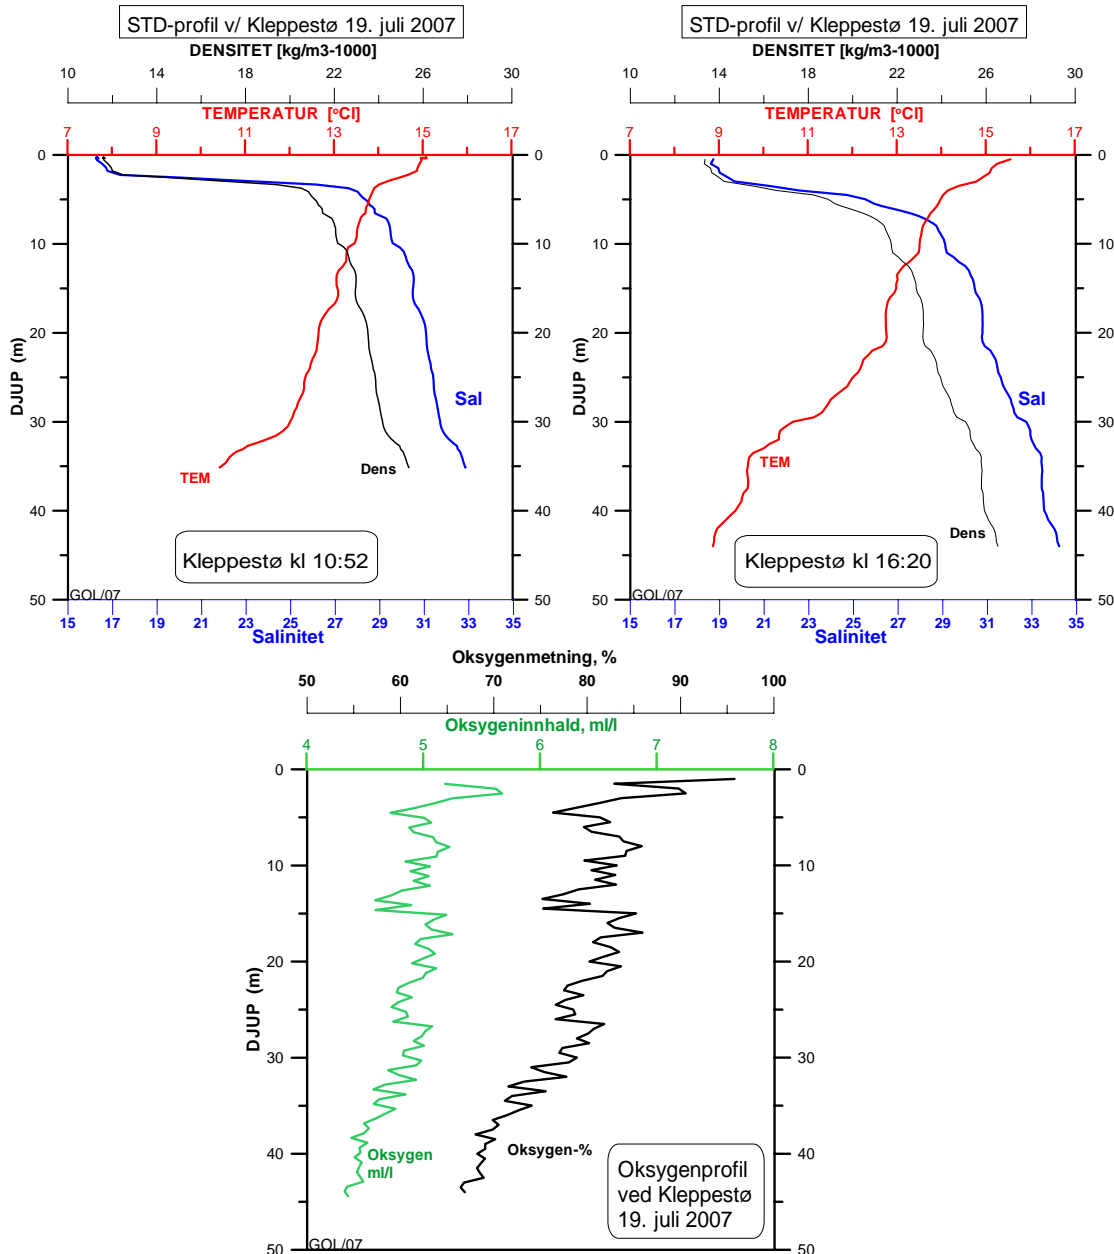 STD-profil v/ Kleppestø 19. juli 2007
DENSITET [kg/m3-1000]
10 14 18 22 26 30
TEMPERATUR [oCl]
7 9 11 13 15 17
0 0
10 10
20 20
30 30
40 40
50 50
DJUP (m)
Sal
Dens
TEM
Kleppestø kl 10:52
GOL/07
15 17 19 21 23 25 27 29 31 33 35
Salinitet
STD-profil v/ Kleppestø 19. juli 2007
DENSITET [kg/m3-1000]
10 14 18 22 26 30
TEMPERATUR [oCl]
7 9 11 13 15 17
0 0
10 10
20 20
30 30
40 40
50 50
DJUP (m)
Sal
TEM
Dens
Kleppestø kl 16:20
GOL/07
15 17 19 21 23 25 27 29 31 33 35
Salinitet
Oksygenmetning, %
50 60 70 80 90 100
Oksygeninnhald, ml/l
4 5 6 7 8
0 0
10 10
20 20
30 30
40 40
50 50
DJUP (m)
Oksygen
ml/l
Oksygen-%
Oksygenprofil
ved Kleppestø
19. juli 2007
GOL/07